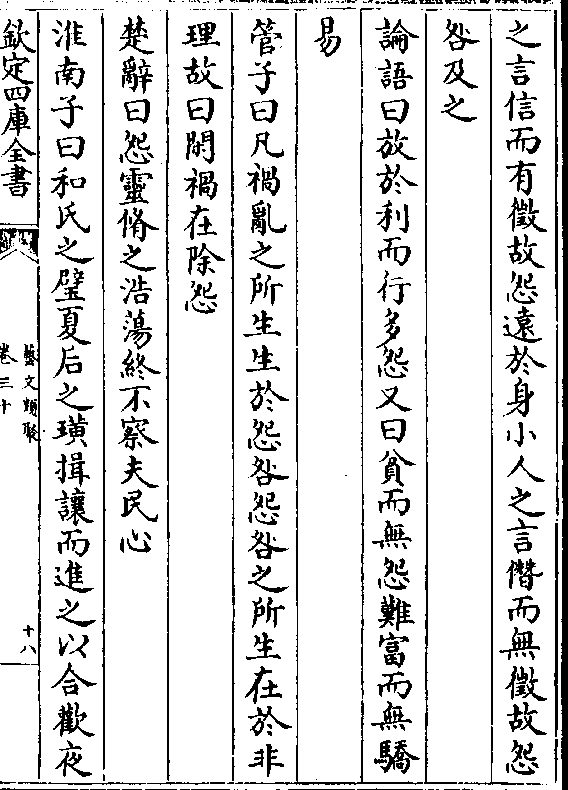 之言信而有徵故怨遠於身小人之言僭而無徵故怨
咎及之
論語曰放於利而行多怨又曰貧而無怨難富而無驕
易
管子曰凡禍亂之所生生於怨咎怨咎之所生在於非
理故曰閉禍在除怨
楚辭曰怨靈脩之浩蕩終不察夫民心
淮南子曰和氏之璧夏后之璜揖讓而進之以合歡夜
欽定四庫全書
藝文類聚
卷三十
十八